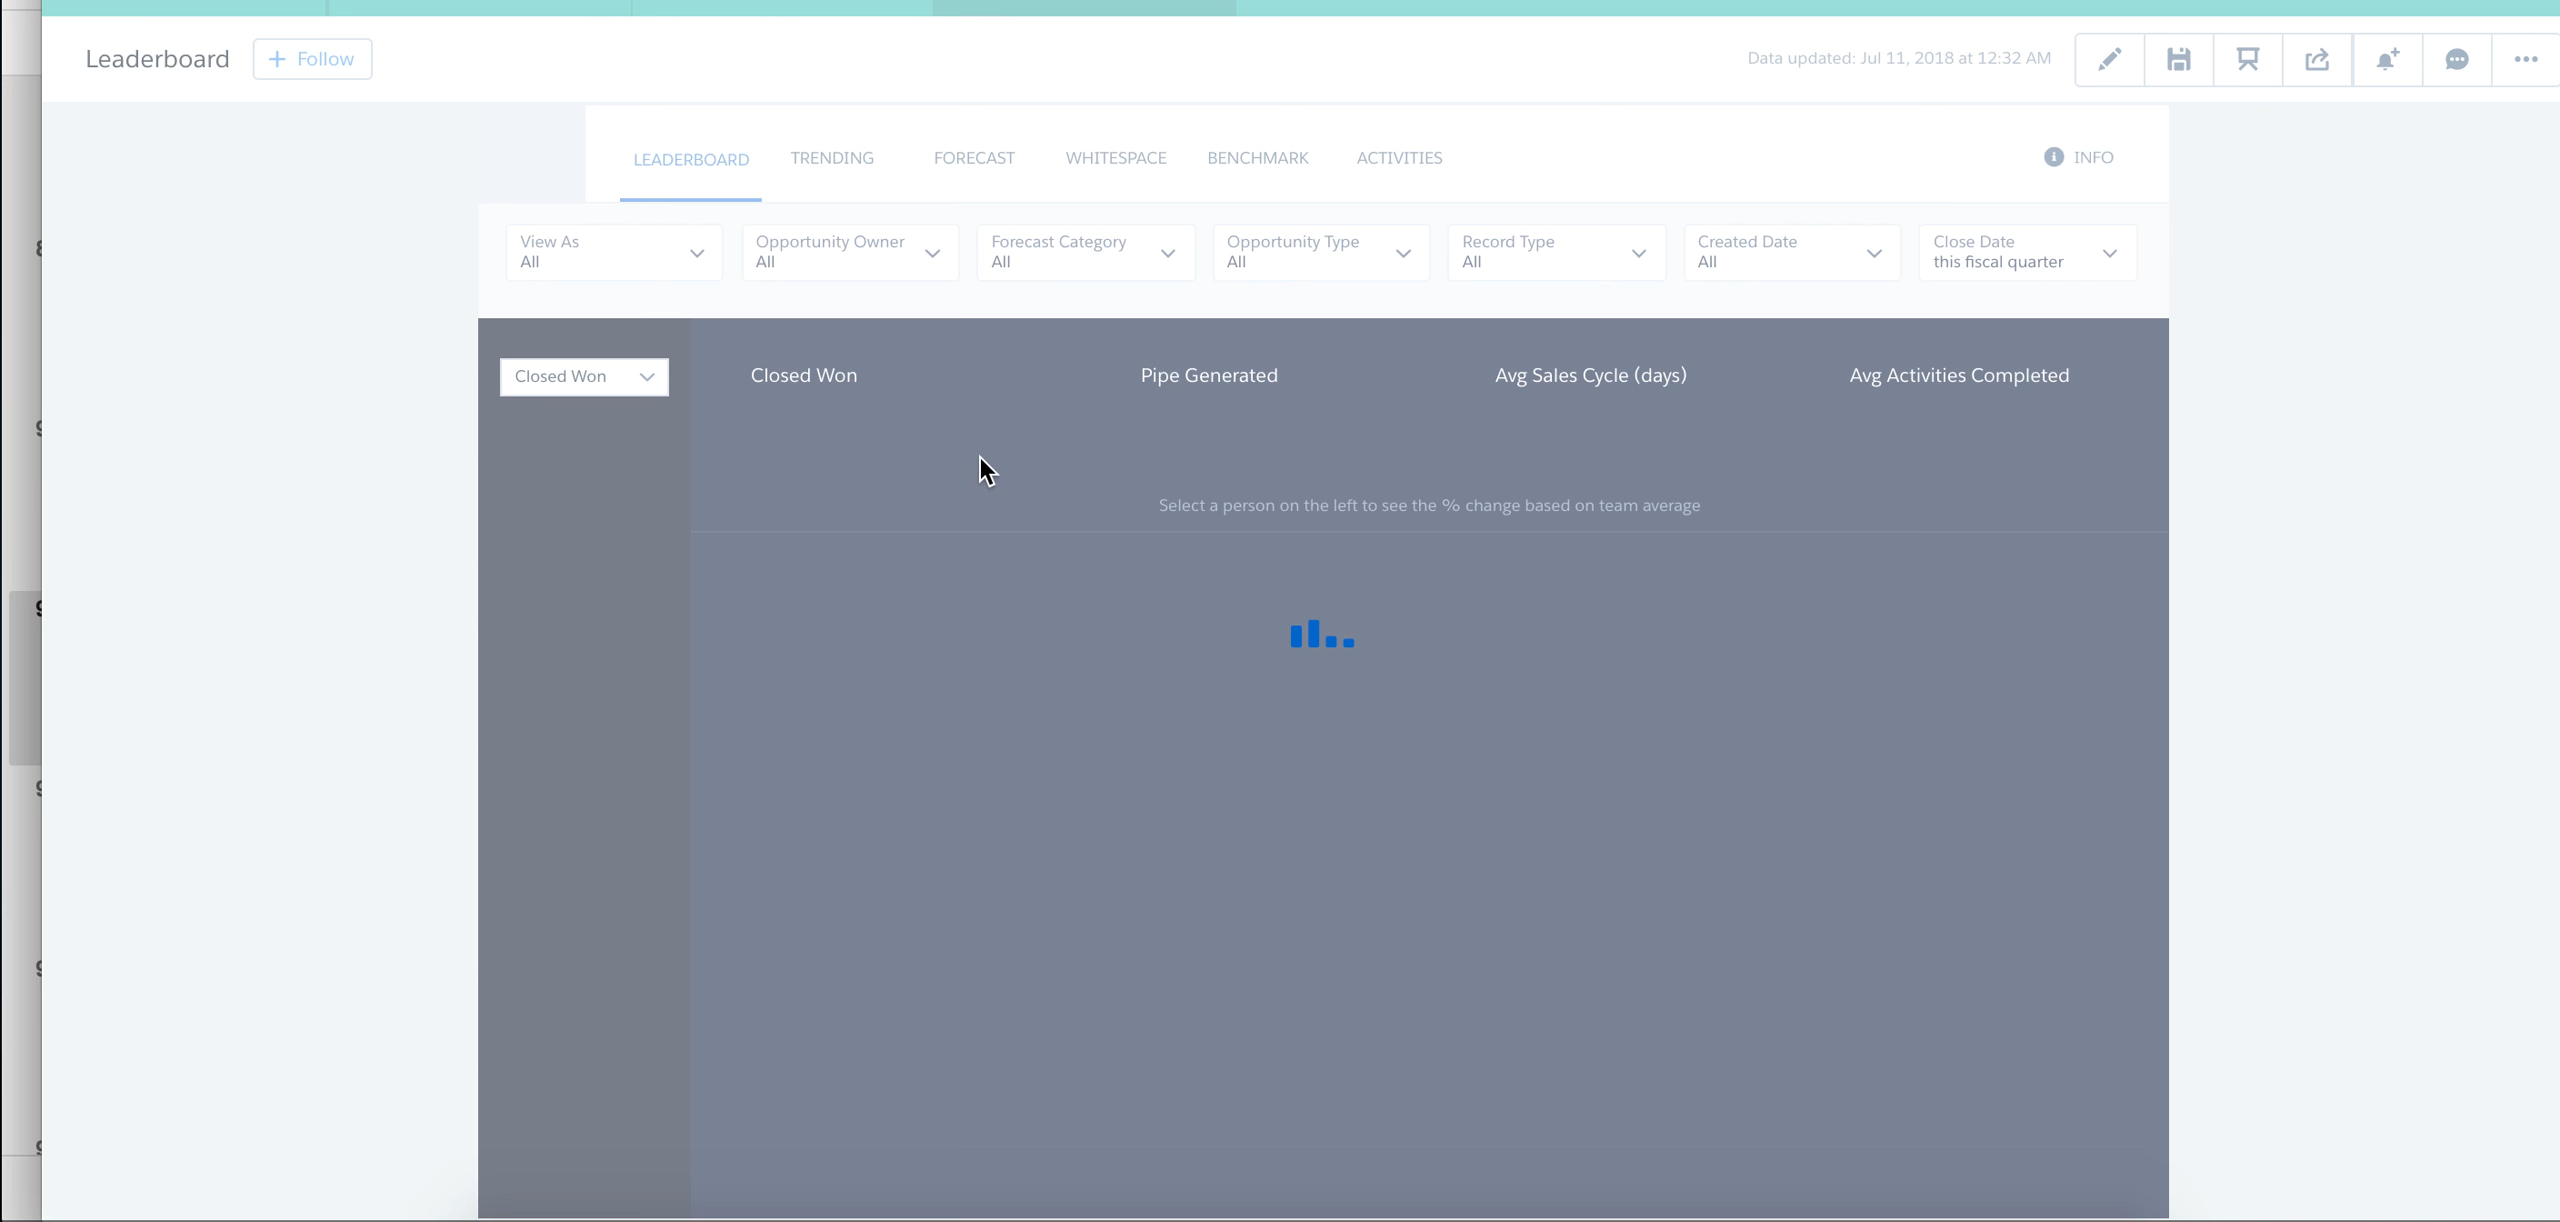 Leaderboard
+ Follow
Data updated: Jul 11, 2018 at 12:32 AM
LEADERBOARD
TRENDING
FORECAST
WHITESPACE
BENCHMARK
ACTIVITIES
INFO
View As
All
Opportunity Owner
All
Forecast Category
All
Opportunity Type
All
Record Type
All
Created Date
All
Close Date
this fiscal quarter
Closed Won
Closed Won
Pipe Generated
Avg Sales Cycle (days)
Avg Activities Completed
Select a person on the left to see the % change based on team average